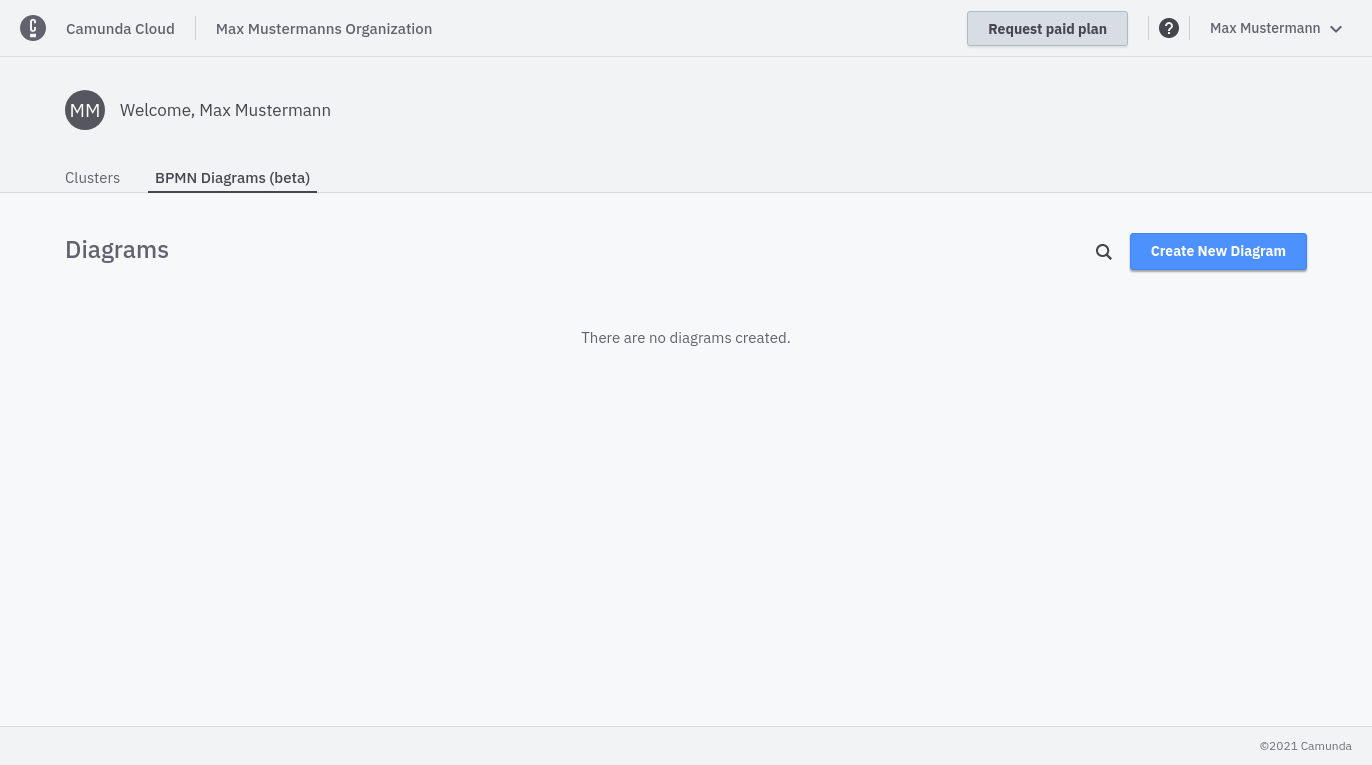 Camunda Cloud
Max Mustermanns Organization
Request paid plan
?
Max Mustermann
MM
Welcome, Max Mustermann
Clusters
BPMN Diagrams (beta)
Diagrams
Create New Diagram
There are no diagrams created.
©2021 Camunda